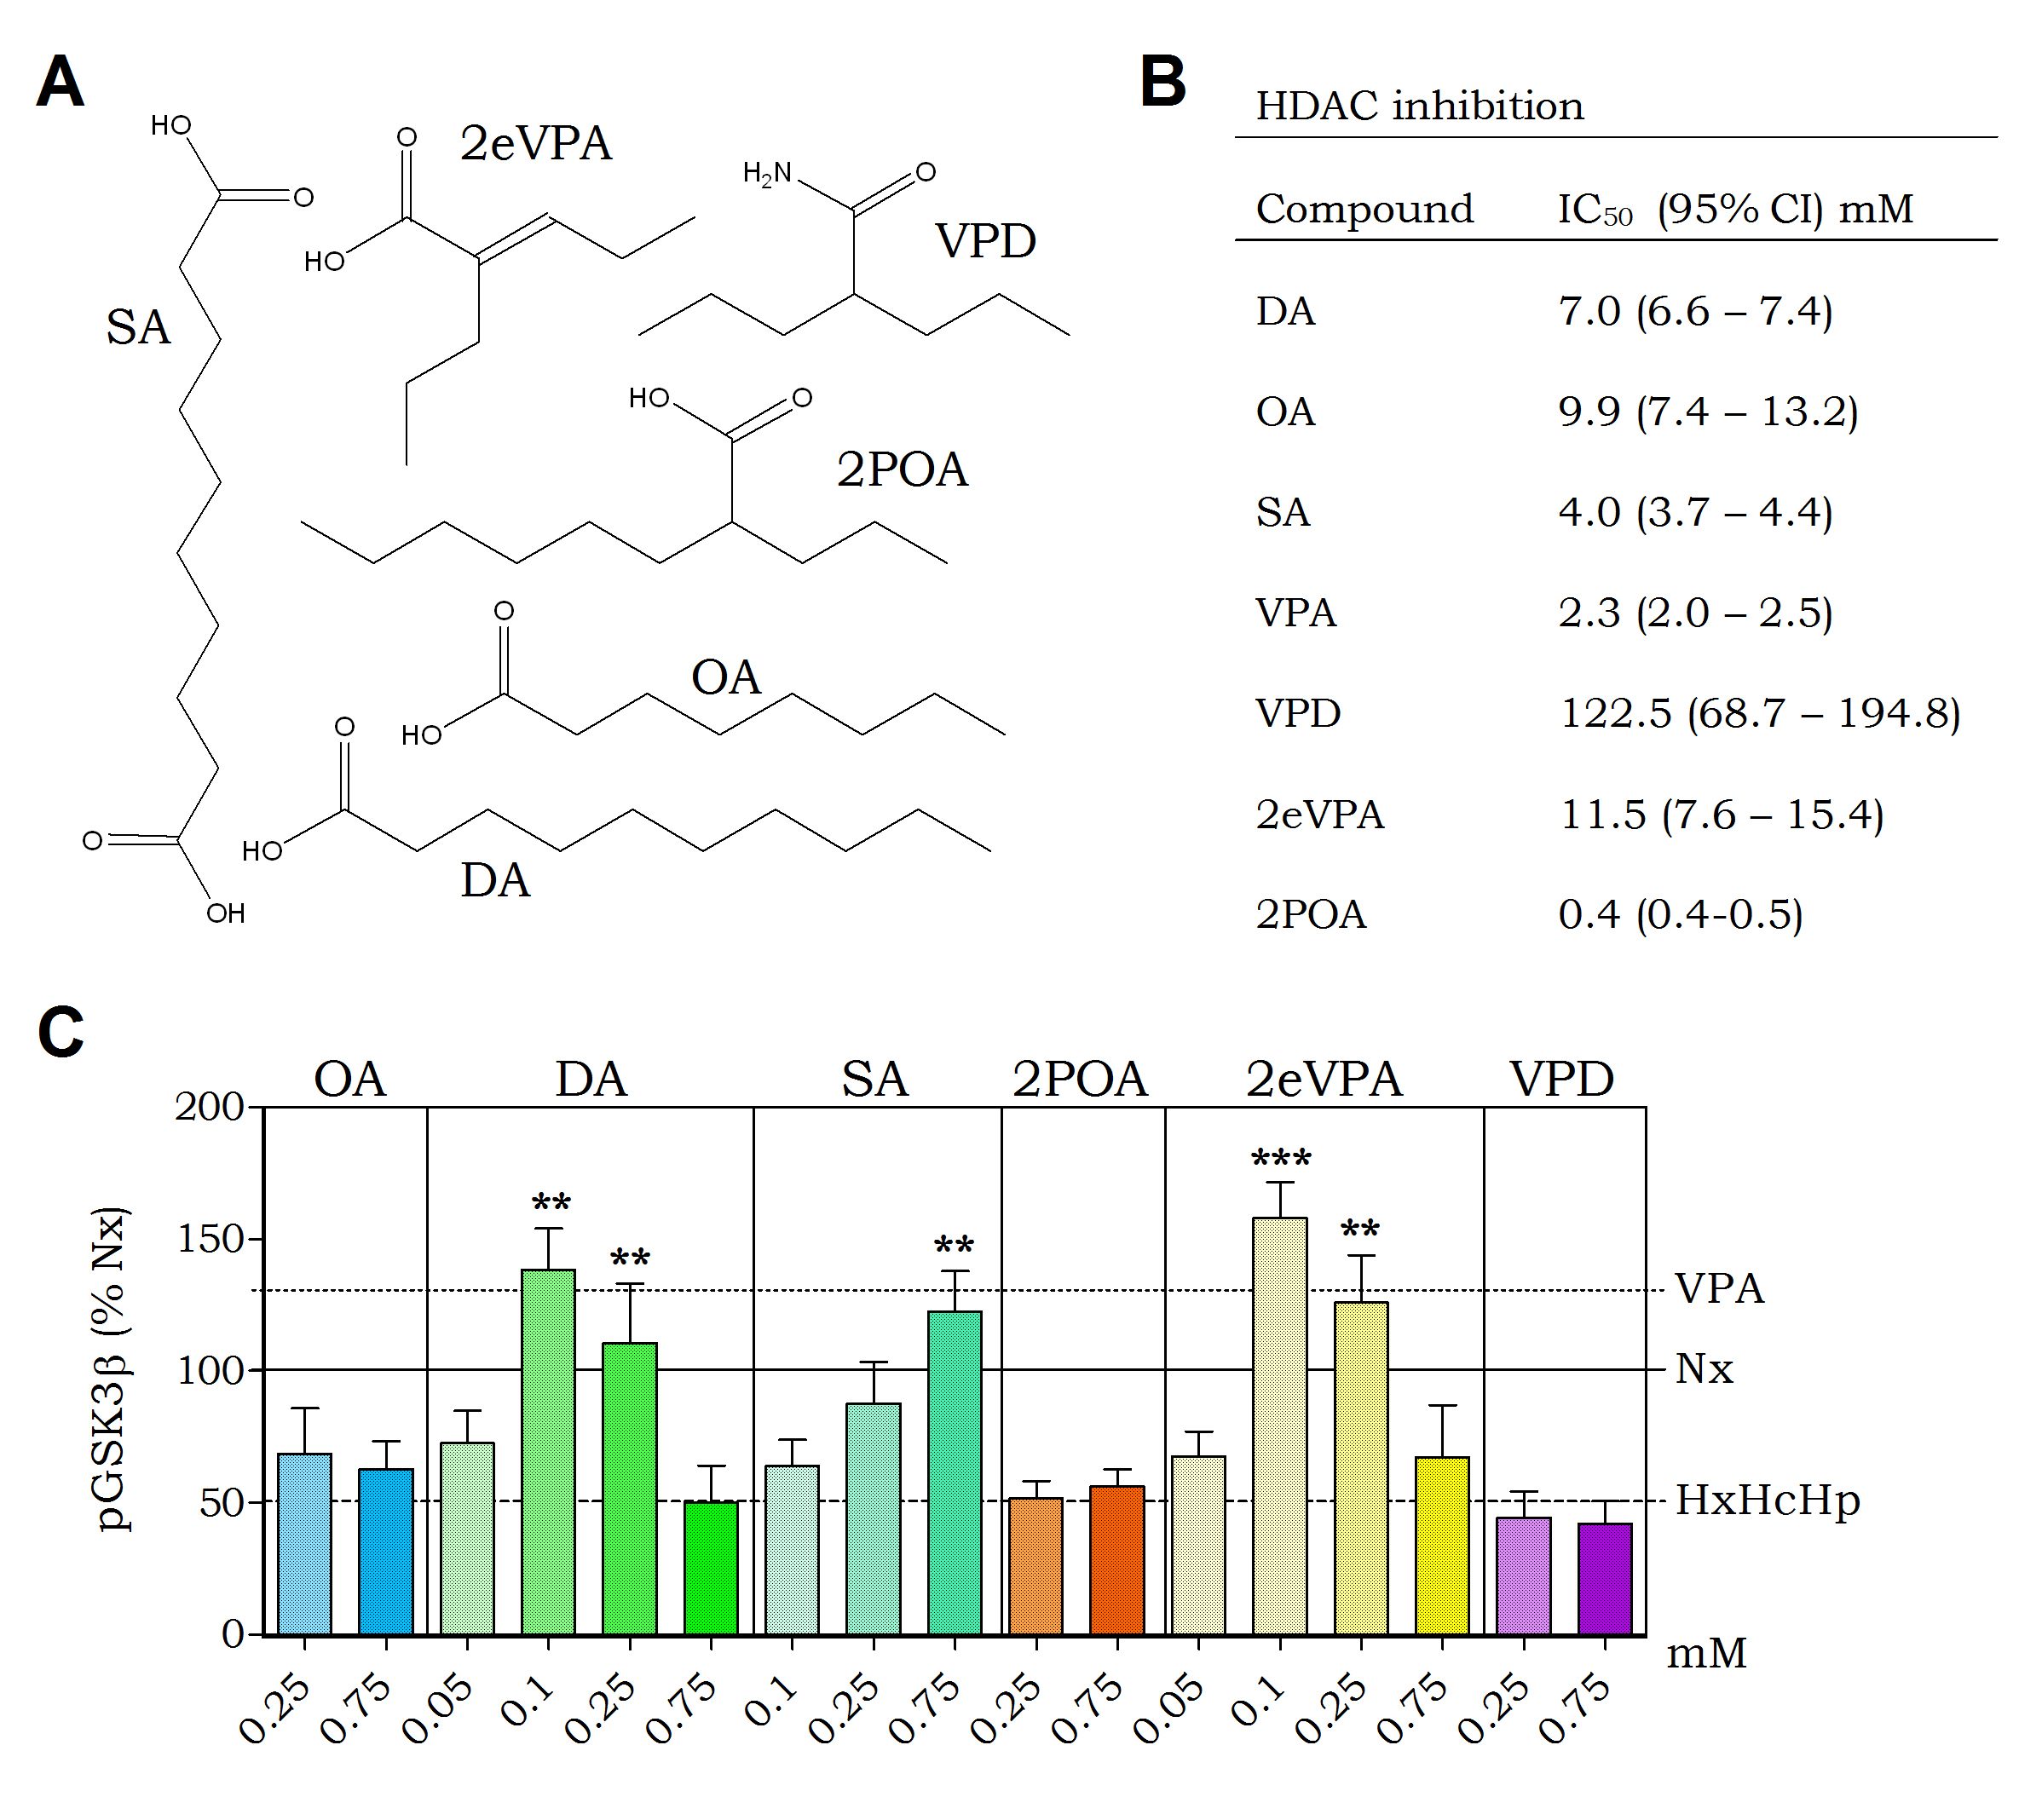 A
HO
O
SA
O
OH
O
2eVPA
HO
H₂N
O
VPD
HO
O
2POA
O
OA
HO
O
HO
DA
B
HDAC inhibition
Compound IC₅₀ (95% CI) mM
DA 7.0 (6.6 – 7.4)
OA 9.9 (7.4 – 13.2)
SA 4.0 (3.7 – 4.4)
VPA 2.3 (2.0 – 2.5)
VPD 122.5 (68.7 – 194.8)
2eVPA 11.5 (7.6 – 15.4)
2POA 0.4 (0.4-0.5)
C
OA DA SA 2POA 2eVPA VPD
pGSK3β (% Nx)
200
150
100
50
0
** ** ** *** **
VPA
Nx
HxHcHp
mM
0.25 0.75 0.05 0.1 0.25 0.75 0.1 0.25 0.75 0.25 0.75 0.05 0.1 0.25 0.75 0.25 0.75